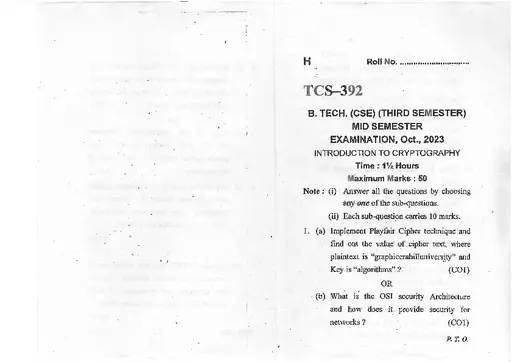 H Roll No. ..............................
TCS–392
B. TECH. (CSE) (THIRD SEMESTER)
MID SEMESTER
EXAMINATION, Oct., 2023
INTRODUCTION TO CRYPTOGRAPHY
Time : 1½ Hours
Maximum Marks : 50
Note : (i) Answer all the questions by choosing
any one of the sub-questions.
(ii) Each sub-question carries 10 marks.
1. (a) Implement Playfair Cipher technique and
find out the value of cipher text, where
plaintext is “graphicerahilluniversity” and
Key is “algorithms” ? (CO1)
OR
(b) What is the OSI security Architecture
and how does it provide security for
networks ? (CO1)
P. T. O.